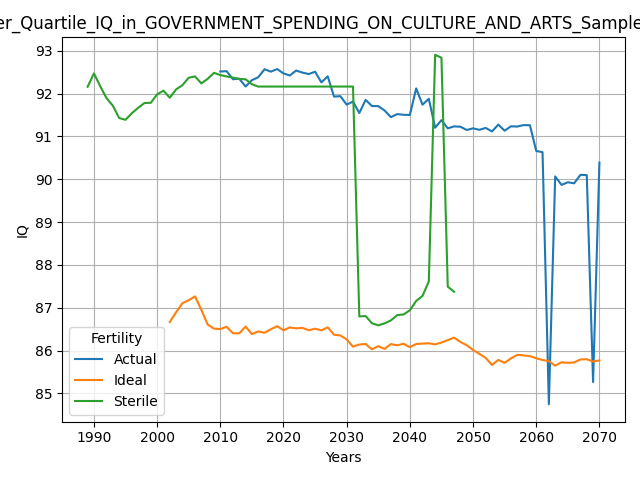 er_Quartile_IQ_in_GOVERNMENT_SPENDING_ON_CULTURE_AND_ARTS_Sample
93
92
91
90
89
88
87
86
85
IQ
Fertility
Actual
Ideal
Sterile
1990 2000 2010 2020 2030 2040 2050 2060 2070
Years